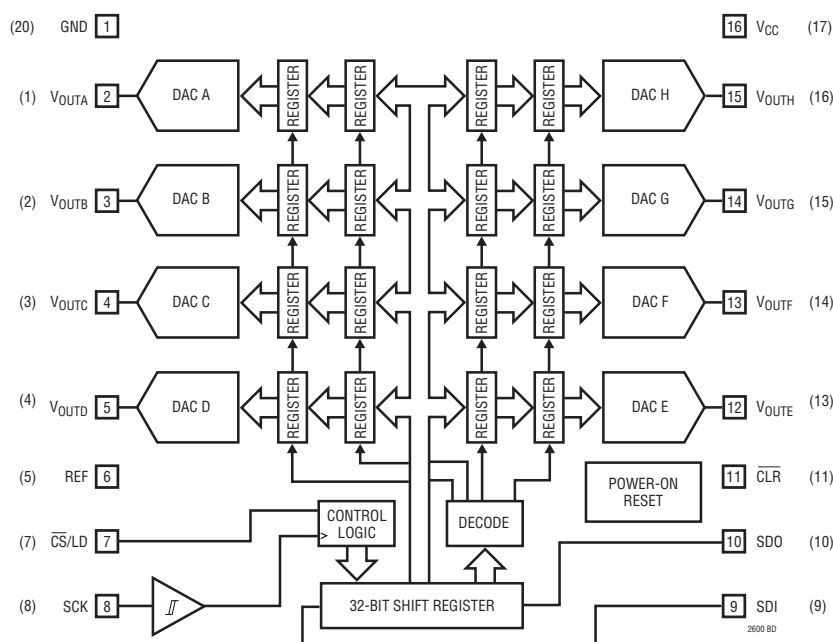 (20) GND 1
16 VCC (17)
(1) VOUTA 2 DAC A REGISTER REGISTER REGISTER REGISTER DAC H 15 VOUTH (16)
(2) VOUTB 3 DAC B REGISTER REGISTER REGISTER REGISTER DAC G 14 VOUTG (15)
(3) VOUTC 4 DAC C REGISTER REGISTER REGISTER REGISTER DAC F 13 VOUTF (14)
(4) VOUTD 5 DAC D REGISTER REGISTER REGISTER REGISTER DAC E 12 VOUTE (13)
(5) REF 6
POWER-ON
RESET
11 C̅L̅R̅ (11)
(7) C̅S̅/LD 7
CONTROL
LOGIC
>
DECODE
10 SDO (10)
(8) SCK 8
32-BIT SHIFT REGISTER
9 SDI (9)
2600 BD